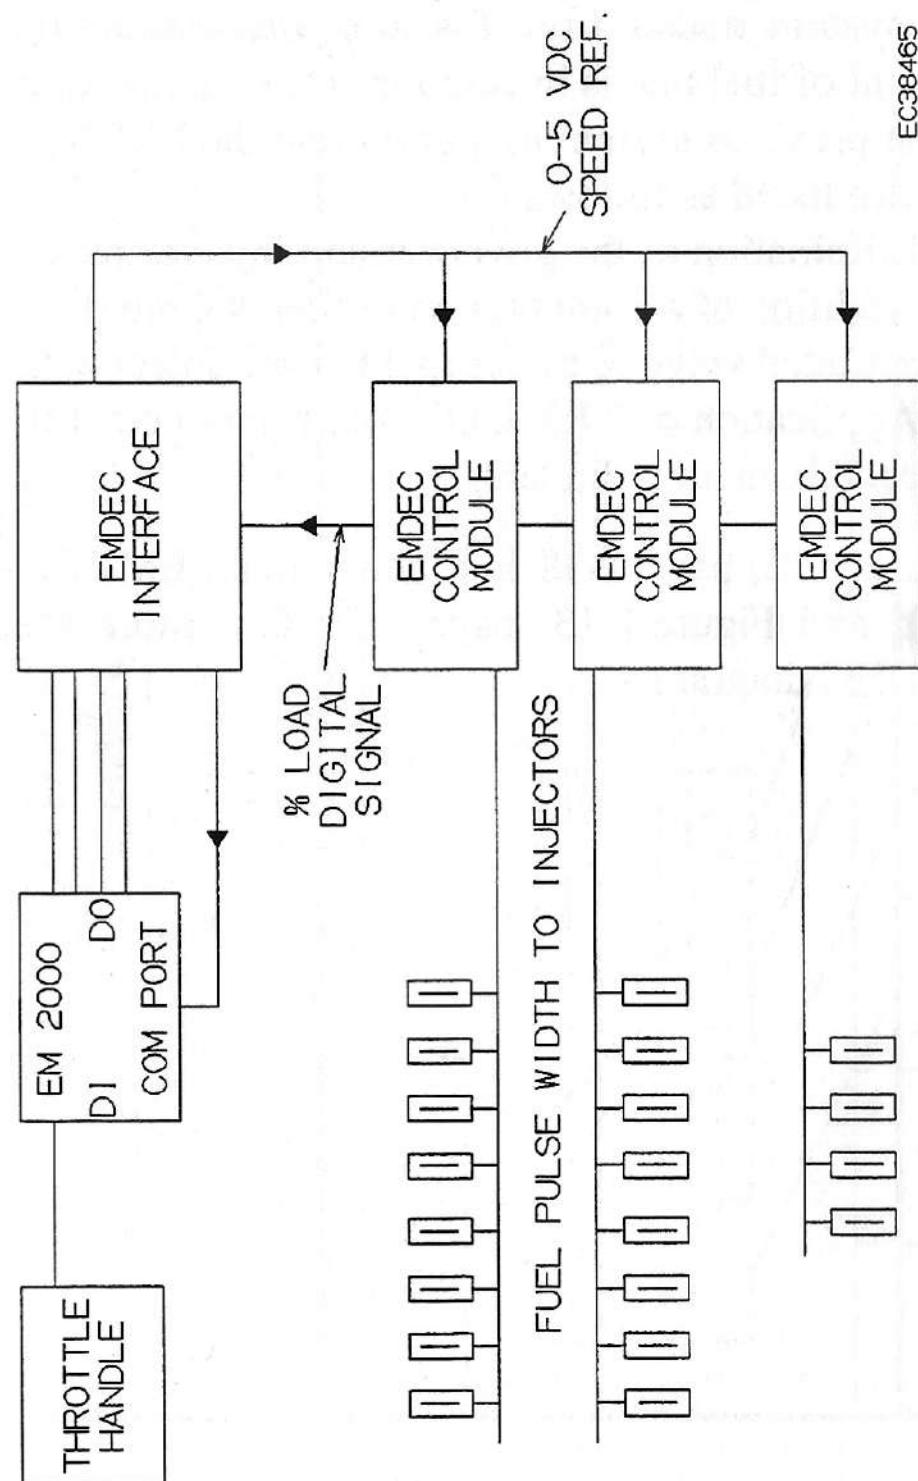 THROTTLE
HANDLE
EM 2000
DI DO
COM PORT
EMDEC
INTERFACE
% LOAD
DIGITAL
SIGNAL
EMDEC
CONTROL
MODULE
EMDEC
CONTROL
MODULE
EMDEC
CONTROL
MODULE
0-5 VDC
SPEED REF.
FUEL PULSE WIDTH TO INJECTORS
EC38465